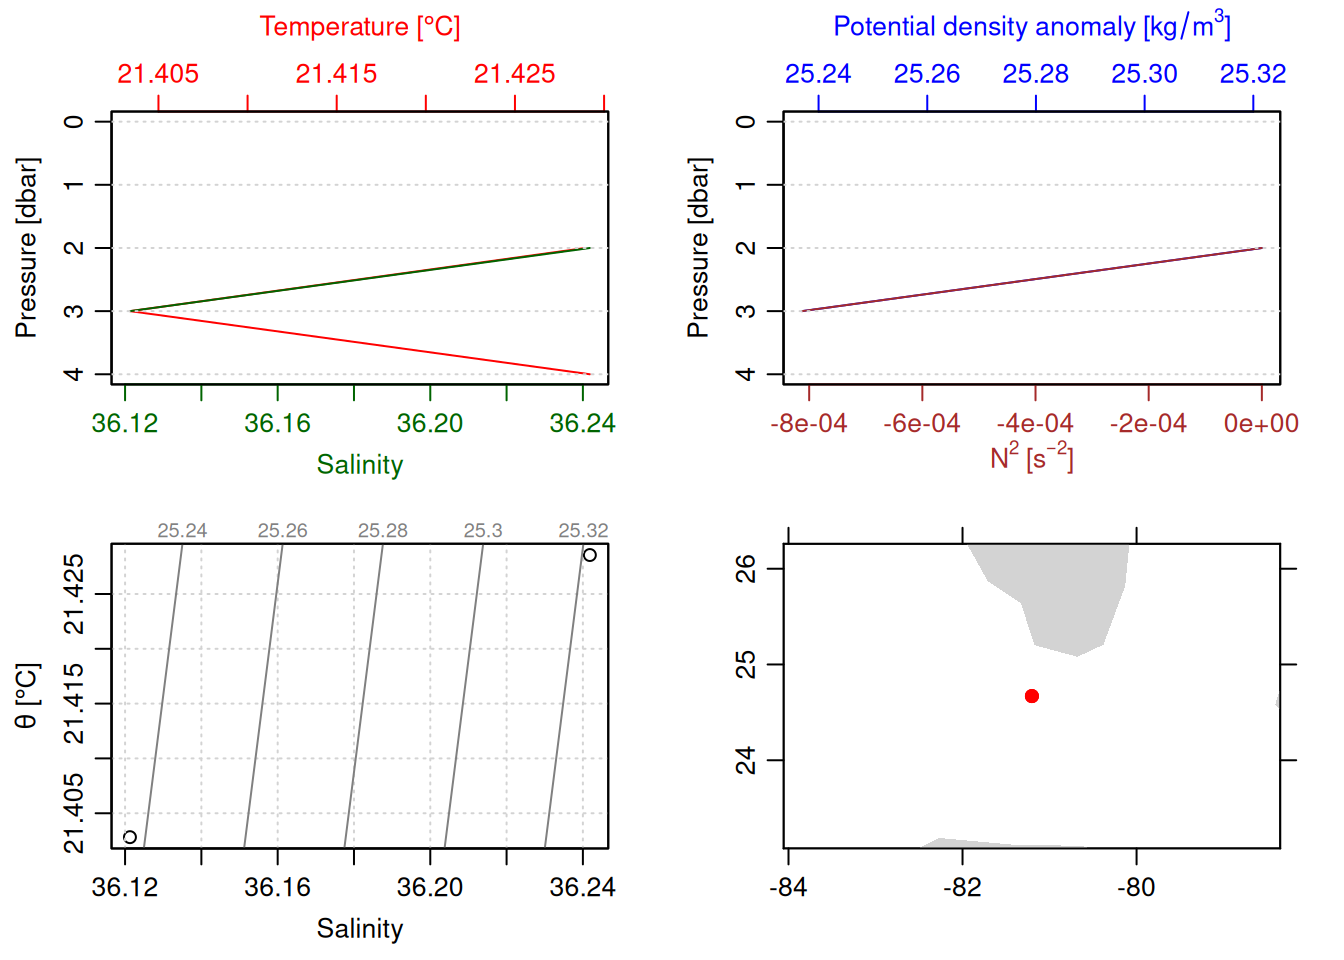 Temperature [°C]
21.405 21.415 21.425
0
1
2
3
4
Pressure [dbar]
36.12 36.16 36.20 36.24
Salinity
Potential density anomaly [kg/m³]
25.24 25.26 25.28 25.30 25.32
0
1
2
3
4
Pressure [dbar]
-8e-04 -6e-04 -4e-04 -2e-04 0e+00
N² [s⁻²]
25.24 25.26 25.28 25.3 25.32
21.425
21.415
21.405
θ [°C]
36.12 36.16 36.20 36.24
Salinity
26
25
24
-84 -82 -80